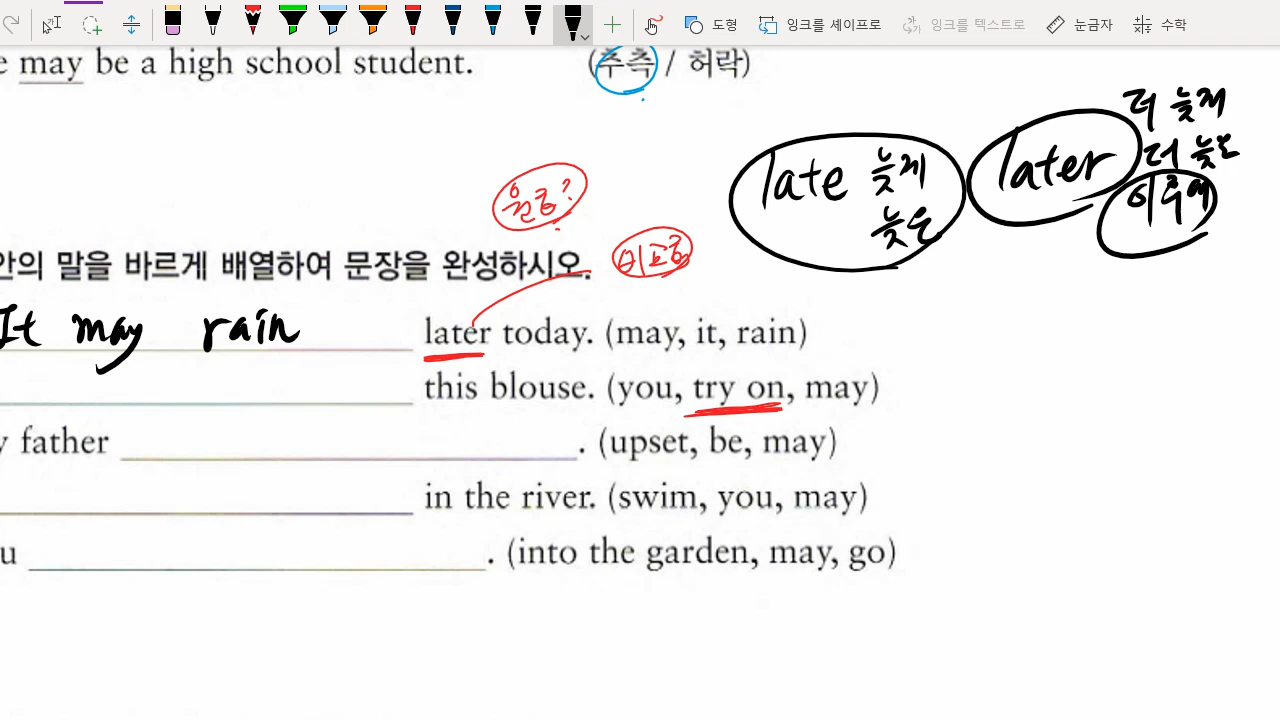 도형 잉크를 셰이프로 잉크를 텍스트로 눈금자 수학
e may be a high school student. (추측 / 허락)
late 늦게
늦은
later
더 늦게
더 늦은
이후에
원급?
비교급
안의 말을 바르게 배열하여 문장을 완성하시오.
It may rain later today. (may, it, rain)
this blouse. (you, try on, may)
y father . (upset, be, may)
in the river. (swim, you, may)
u . (into the garden, may, go)